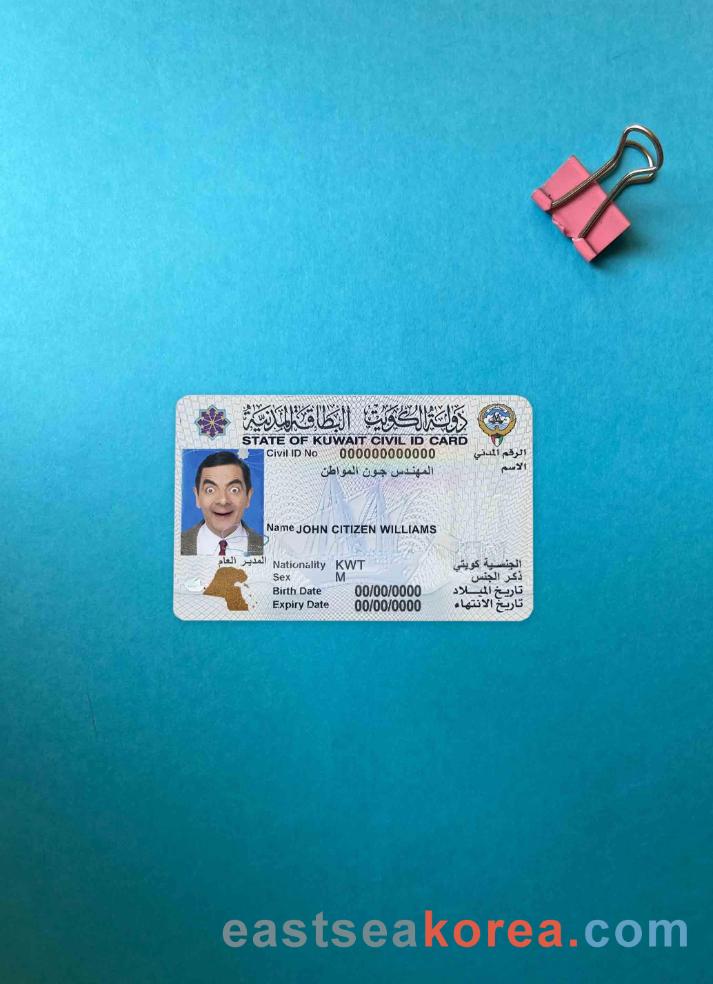 دولة الكويت البطاقة المدنية
STATE OF KUWAIT CIVIL ID CARD
Civil ID No 000000000000 الرقم المدني
المهندس جون المواطن الاسم
Name JOHN CITIZEN WILLIAMS
المدير العام
Nationality KWT الجنسية كويتي
Sex M ذكر الجنس
Birth Date 00/00/0000 تاريخ الميلاد
Expiry Date 00/00/0000 تاريخ الانتهاء
eastseakorea.com